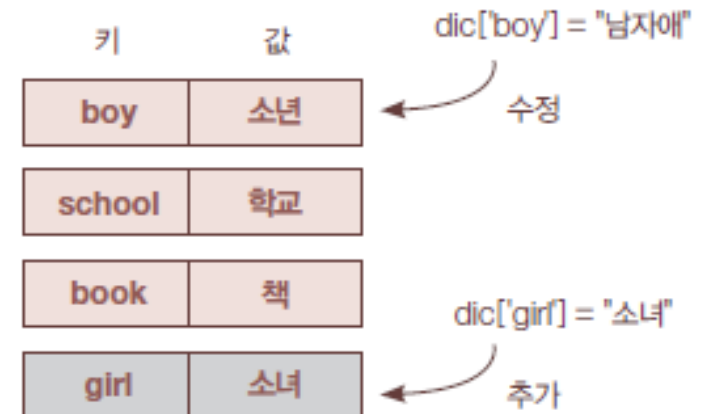 키 값 dic['boy'] = "남자애"
boy 소년 수정
school 학교
book 책
dic['girl'] = "소녀"
girl 소녀 추가